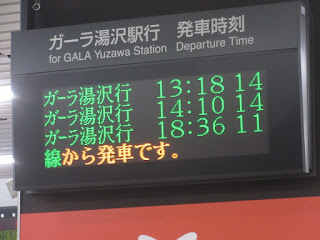 ガーラ湯沢駅行 発車時刻
for GALA Yuzawa Station Departure Time
ガーラ湯沢行 13:18 14
ガーラ湯沢行 14:10 14
ガーラ湯沢行 18:36 11
線から発車です。